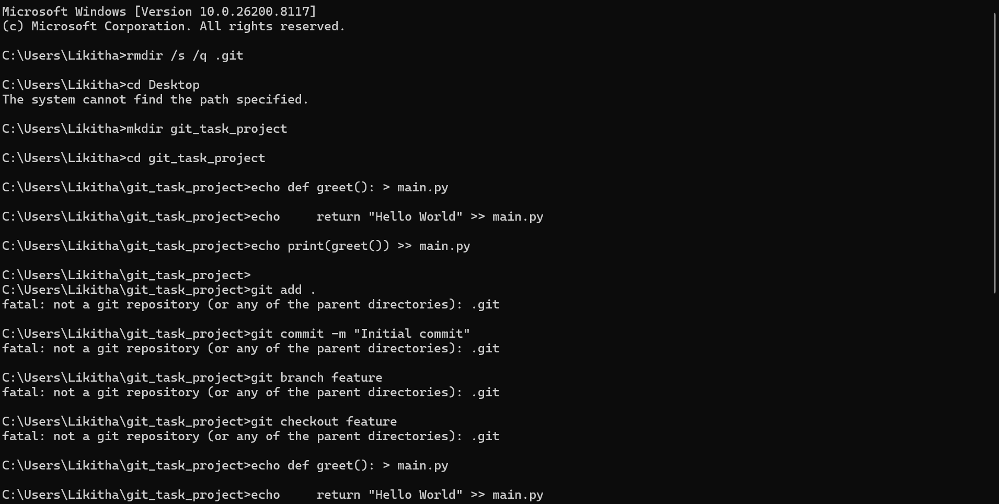 Microsoft Windows [Version 10.0.26200.8117]
(c) Microsoft Corporation. All rights reserved.
C:\Users\Likitha>rmdir /s /q .git
C:\Users\Likitha>cd Desktop
The system cannot find the path specified.
C:\Users\Likitha>mkdir git_task_project
C:\Users\Likitha>cd git_task_project
C:\Users\Likitha\git_task_project>echo def greet(): > main.py
C:\Users\Likitha\git_task_project>echo     return "Hello World" >> main.py
C:\Users\Likitha\git_task_project>echo print(greet()) >> main.py
C:\Users\Likitha\git_task_project>
C:\Users\Likitha\git_task_project>git add .
fatal: not a git repository (or any of the parent directories): .git
C:\Users\Likitha\git_task_project>git commit -m "Initial commit"
fatal: not a git repository (or any of the parent directories): .git
C:\Users\Likitha\git_task_project>git branch feature
fatal: not a git repository (or any of the parent directories): .git
C:\Users\Likitha\git_task_project>git checkout feature
fatal: not a git repository (or any of the parent directories): .git
C:\Users\Likitha\git_task_project>echo def greet(): > main.py
C:\Users\Likitha\git_task_project>echo     return "Hello World" >> main.py